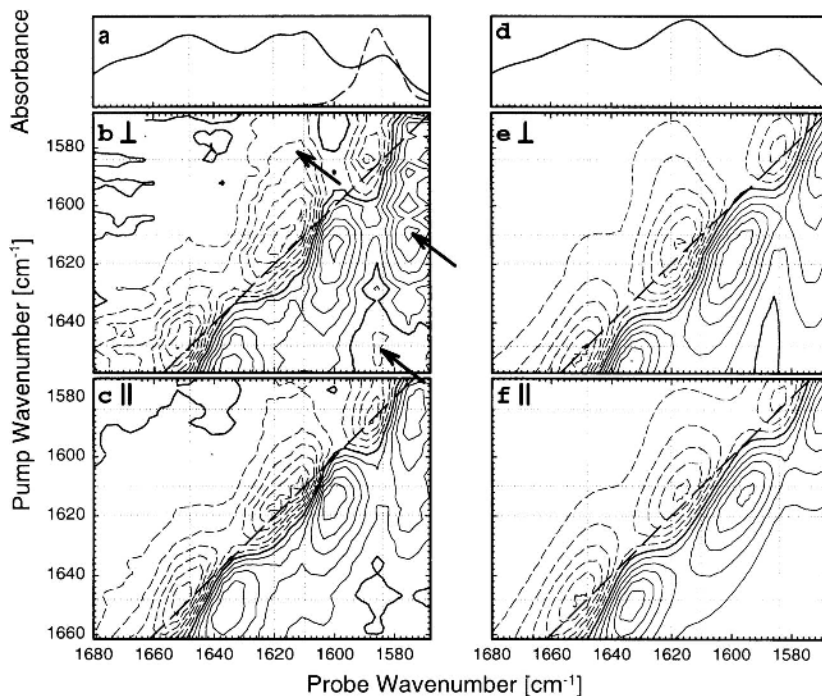 a
d
Absorbance
b ⊥
e ⊥
1580
1600
1620
1640
Pump Wavenumber [cm⁻¹]
c ||
f ||
1580
1600
1620
1640
1660
1680 1660 1640 1620 1600 1580
1680 1660 1640 1620 1600 1580
Probe Wavenumber [cm⁻¹]